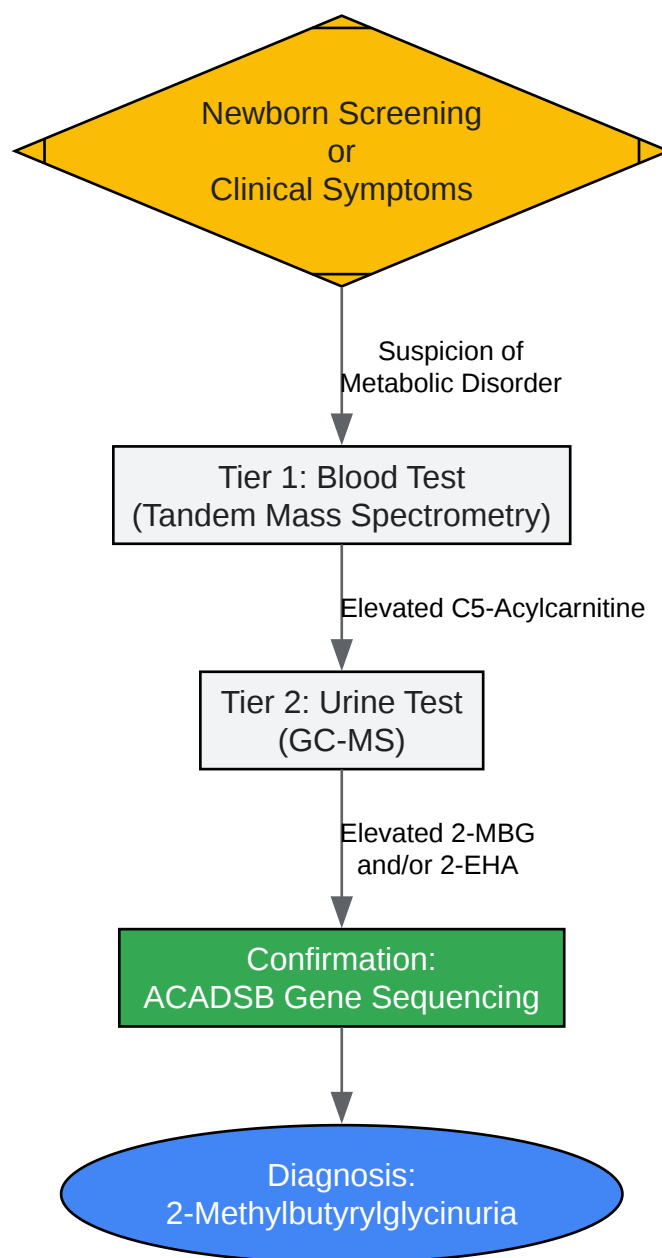 Newborn Screening
or
Clinical Symptoms
Suspicion of
Metabolic Disorder
Tier 1: Blood Test
(Tandem Mass Spectrometry)
Elevated C5-Acylcarnitine
Tier 2: Urine Test
(GC-MS)
Elevated 2-MBG
and/or 2-EHA
Confirmation:
ACADSB Gene Sequencing
Diagnosis:
2-Methylbutyrylglycinuria